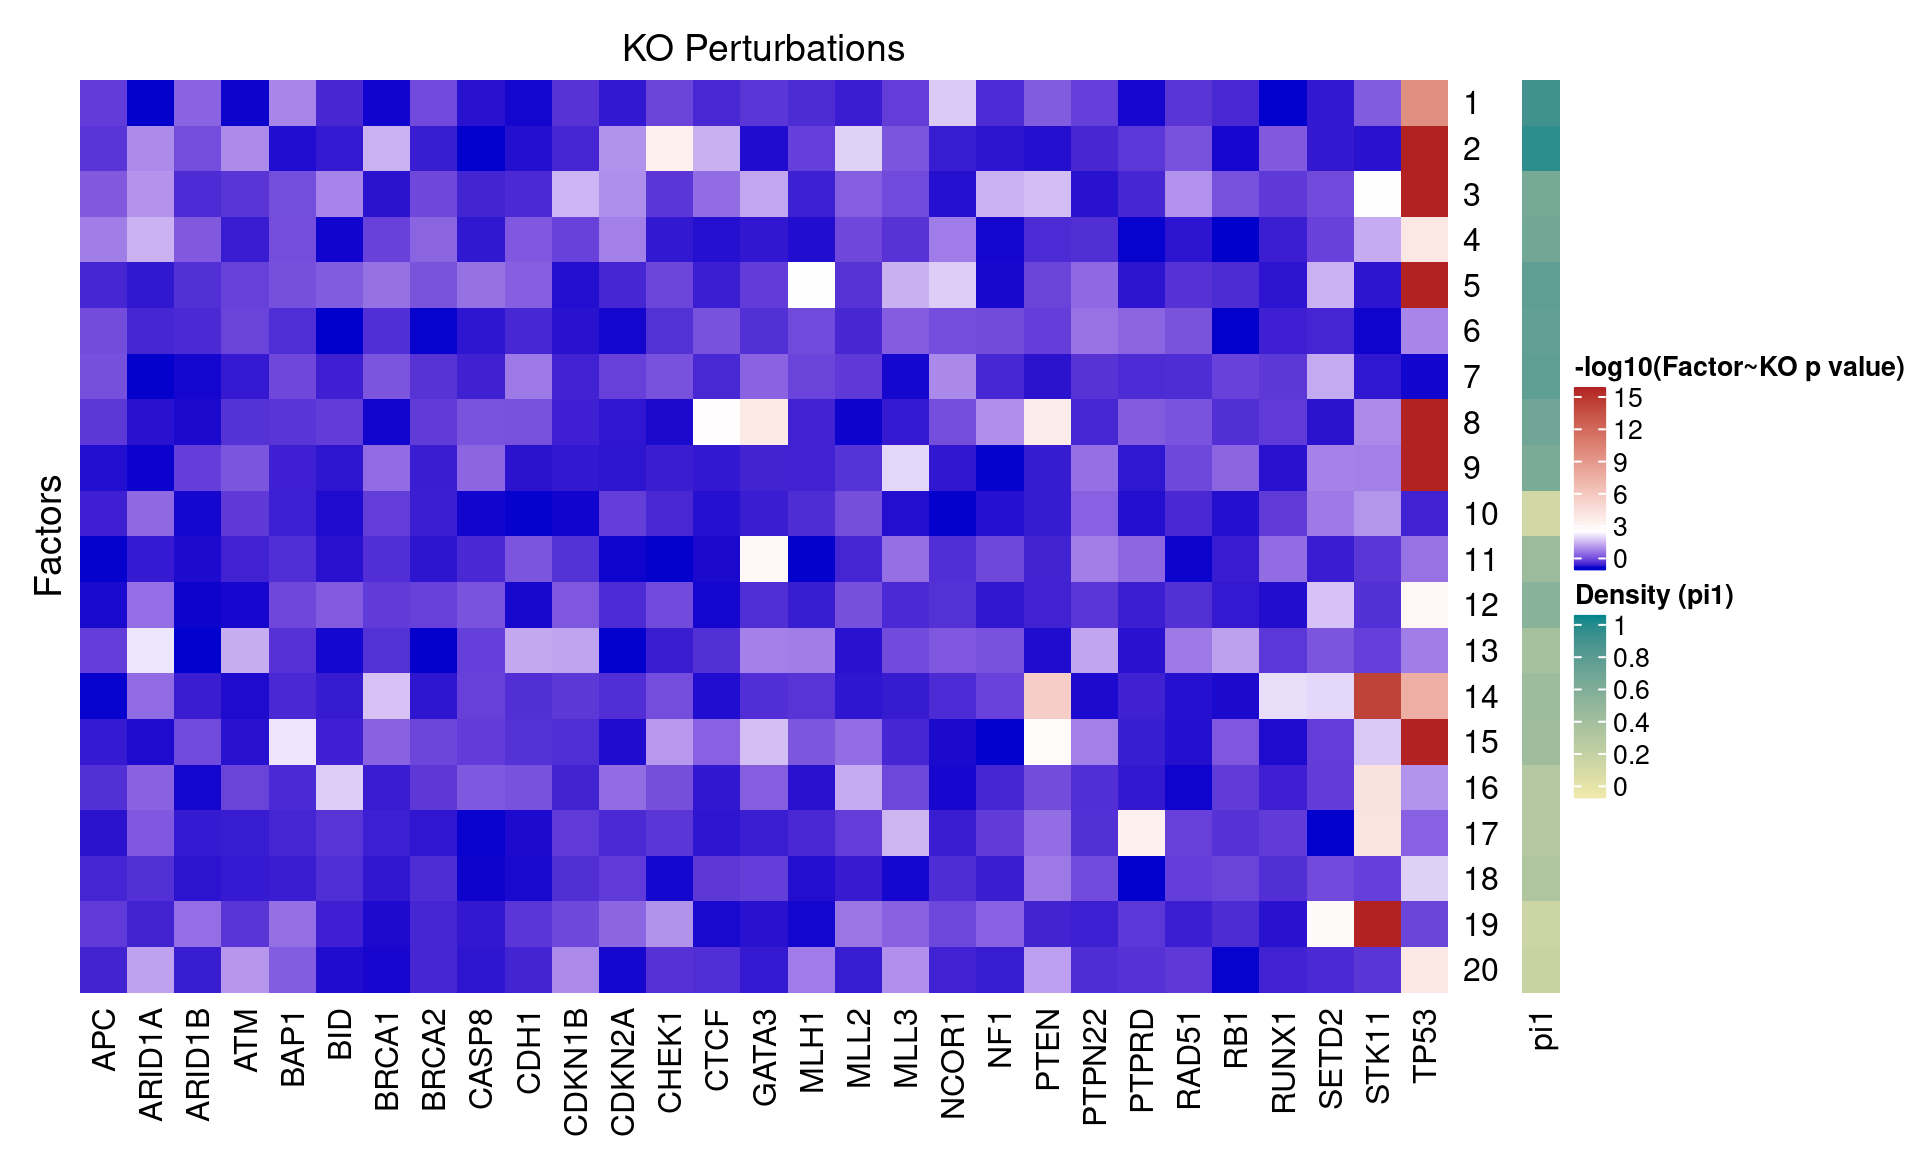 KO Perturbations
Factors
1
2
3
4
5
6
7
8
9
10
11
12
13
14
15
16
17
18
19
20
APC
ARID1A
ARID1B
ATM
BAP1
BID
BRCA1
BRCA2
CASP8
CDH1
CDKN1B
CDKN2A
CHEK1
CTCF
GATA3
MLH1
MLL2
MLL3
NCOR1
NF1
PTEN
PTPN22
PTPRD
RAD51
RB1
RUNX1
SETD2
STK11
TP53
pi1
-log10(Factor~KO p value)
15
12
9
6
3
0
Density (pi1)
1
0.8
0.6
0.4
0.2
0